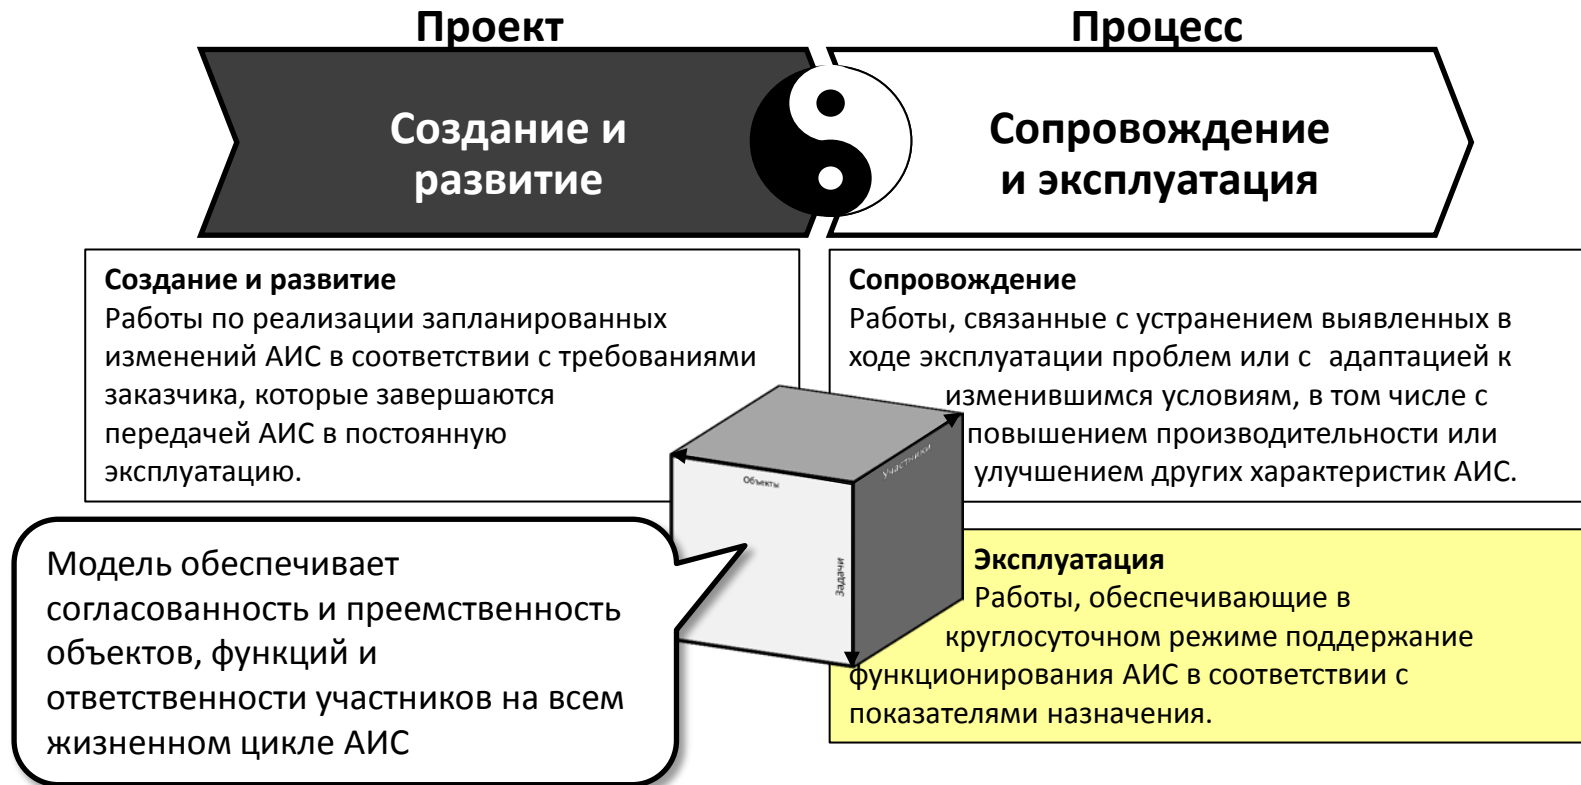 Проект
Процесс
Создание и
развитие
Сопровождение
и эксплуатация
Создание и развитие
Работы по реализации запланированных
изменений АИС в соответствии с требованиями
заказчика, которые завершаются
передачей АИС в постоянную
эксплуатацию.
Сопровождение
Работы, связанные с устранением выявленных в
ходе эксплуатации проблем или с адаптацией к
изменившимся условиям, в том числе с
повышением производительности или
улучшением других характеристик АИС.
Объекты
Участники
Задачи
Модель обеспечивает
согласованность и преемственность
объектов, функций и
ответственности участников на всем
жизненном цикле АИС
Эксплуатация
Работы, обеспечивающие в
круглосуточном режиме поддержание
функционирования АИС в соответствии с
показателями назначения.